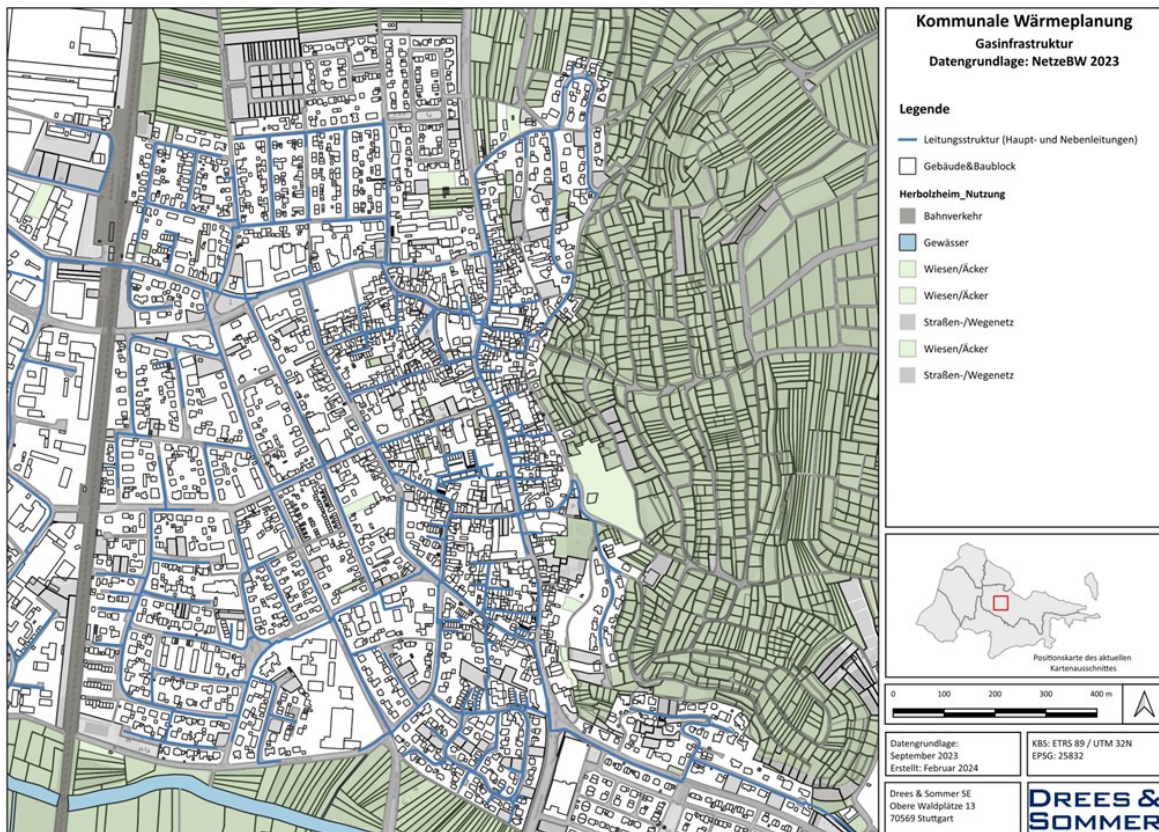 Kommunale Wärmeplanung
Gasinfrastruktur
Datengrundlage: NetzeBW 2023
Legende
Leitungsstruktur (Haupt- und Nebenleitungen)
Gebäude&Baublock
Herbolzheim_Nutzung
Bahnverkehr
Gewässer
Wiesen/Äcker
Wiesen/Äcker
Straßen-/Wegenetz
Wiesen/Äcker
Straßen-/Wegenetz
Positionskarte des aktuellen
Kartenausschnittes
0 100 200 300 400 m
Datengrundlage:
September 2023
Erstellt: Februar 2024
KBS: ETRS 89 / UTM 32N
EPSG: 25832
Drees & Sommer SE
Obere Waldplätze 13
70569 Stuttgart
DREES &
SOMMER